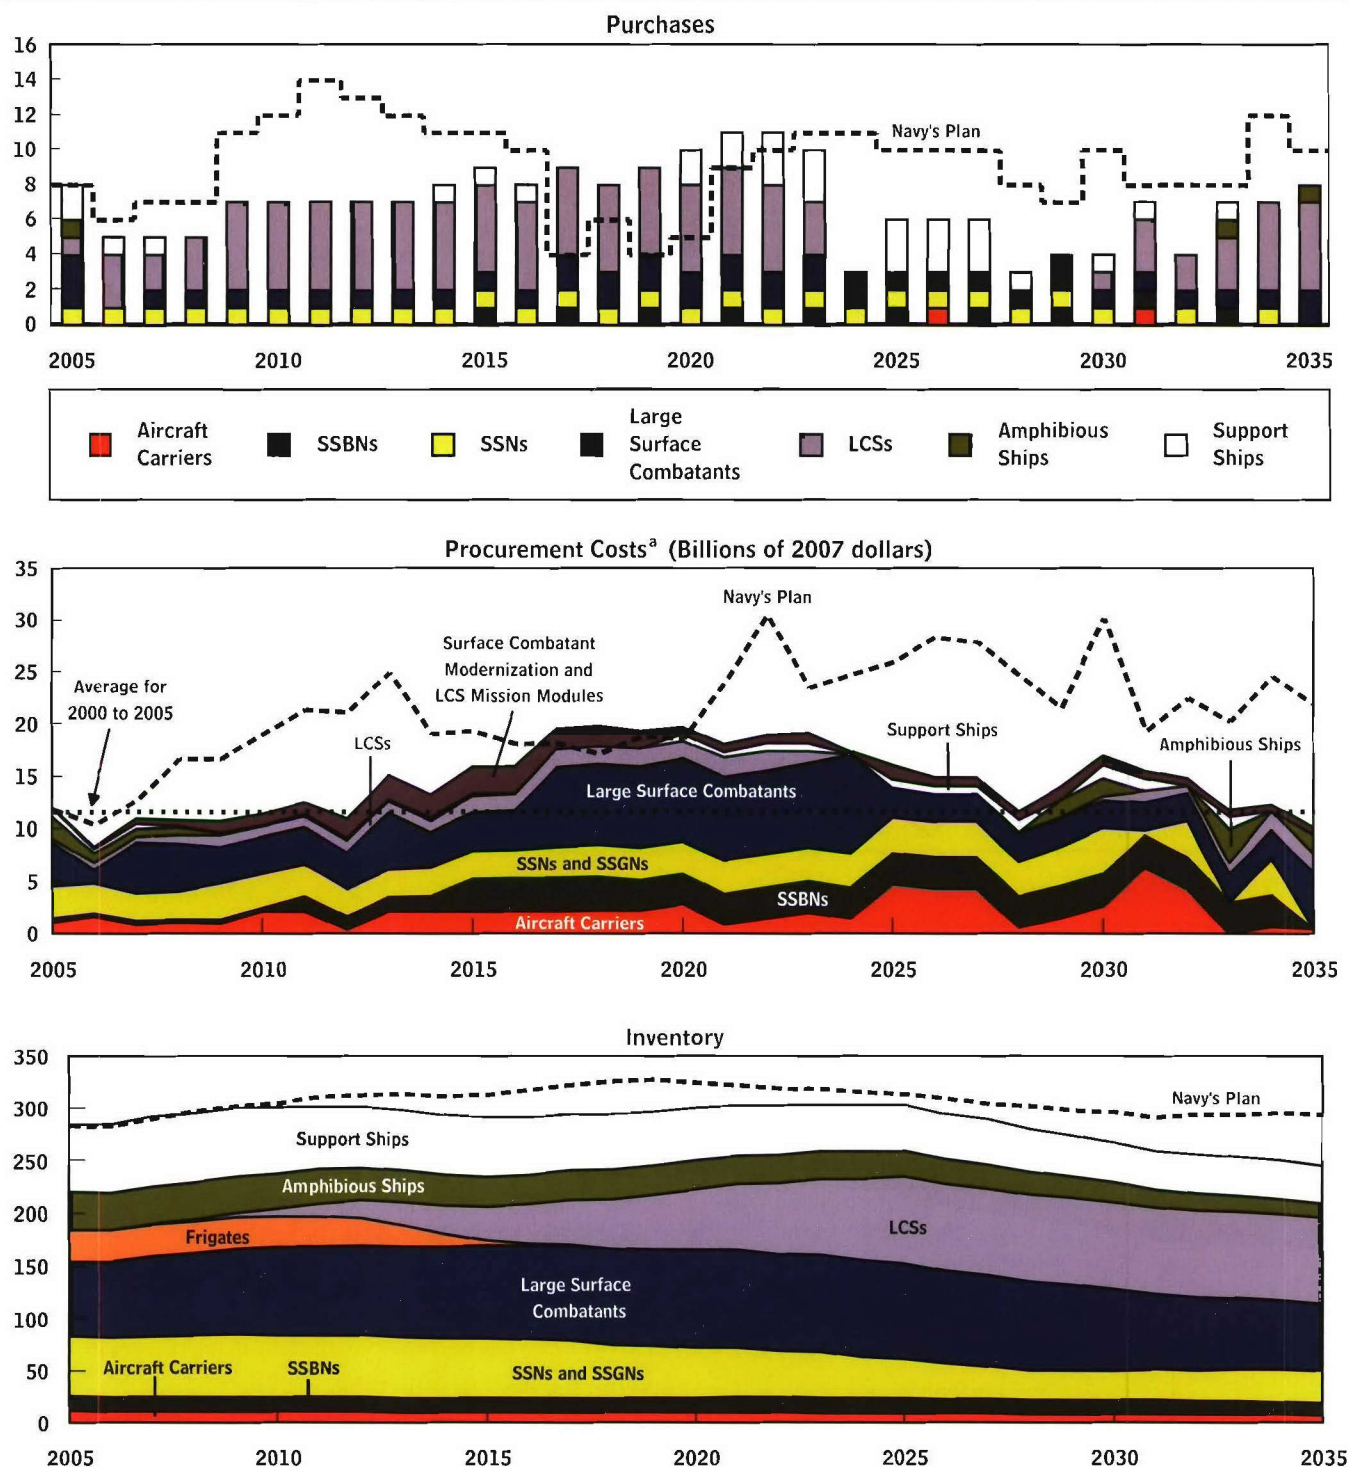 Purchases
16
14
12
10
8
6
4
2
0
Navy's Plan
2005 2010 2015 2020 2025 2030 2035
Aircraft
Carriers
SSBNs
SSNs
Large
Surface
Combatants
LCSs
Amphibious
Ships
Support
Ships
Procurement Costsᵃ (Billions of 2007 dollars)
35
30
25
20
15
10
5
0
Navy's Plan
Surface Combatant
Modernization and
LCS Mission Modules
Average for
2000 to 2005
LCSs
Support Ships
Amphibious Ships
Large Surface Combatants
SSNs and SSGNs
SSBNs
Aircraft Carriers
2005 2010 2015 2020 2025 2030 2035
Inventory
350
300
250
200
150
100
50
0
Navy's Plan
Support Ships
Amphibious Ships
LCSs
Frigates
Large Surface
Combatants
Aircraft Carriers
SSBNs
SSNs and SSGNs
2005 2010 2015 2020 2025 2030 2035